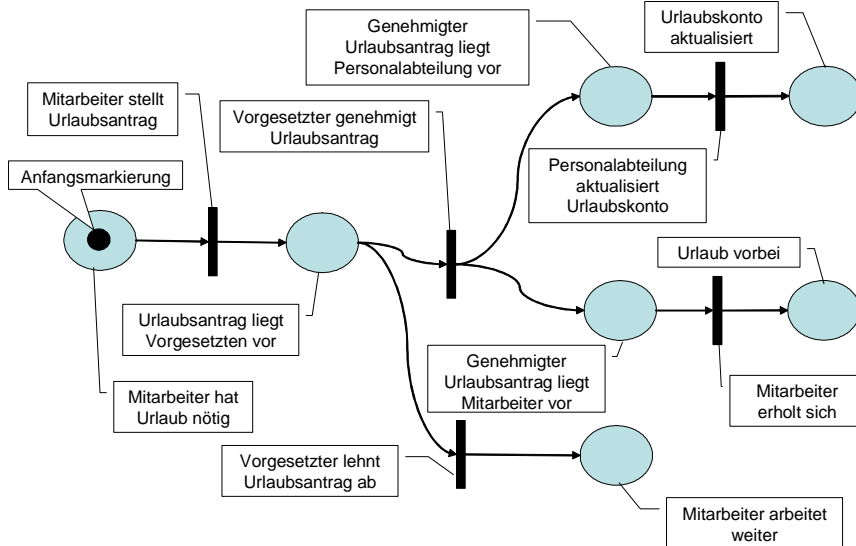 Genehmigter
Urlaubsantrag liegt
Personalabteilung vor
Urlaubskonto
aktualisiert
Mitarbeiter stellt
Urlaubsantrag
Vorgesetzter genehmigt
Urlaubsantrag
Anfangsmarkierung
Personalabteilung
aktualisiert
Urlaubskonto
Urlaub vorbei
Urlaubsantrag liegt
Vorgesetzten vor
Genehmigter
Urlaubsantrag liegt
Mitarbeiter vor
Mitarbeiter hat
Urlaub nötig
Mitarbeiter
erholt sich
Vorgesetzter lehnt
Urlaubsantrag ab
Mitarbeiter arbeitet
weiter